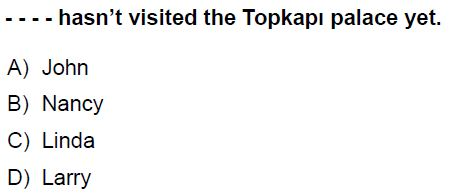 - - - - hasn’t visited the Topkapı palace yet.
A) John
B) Nancy
C) Linda
D) Larry